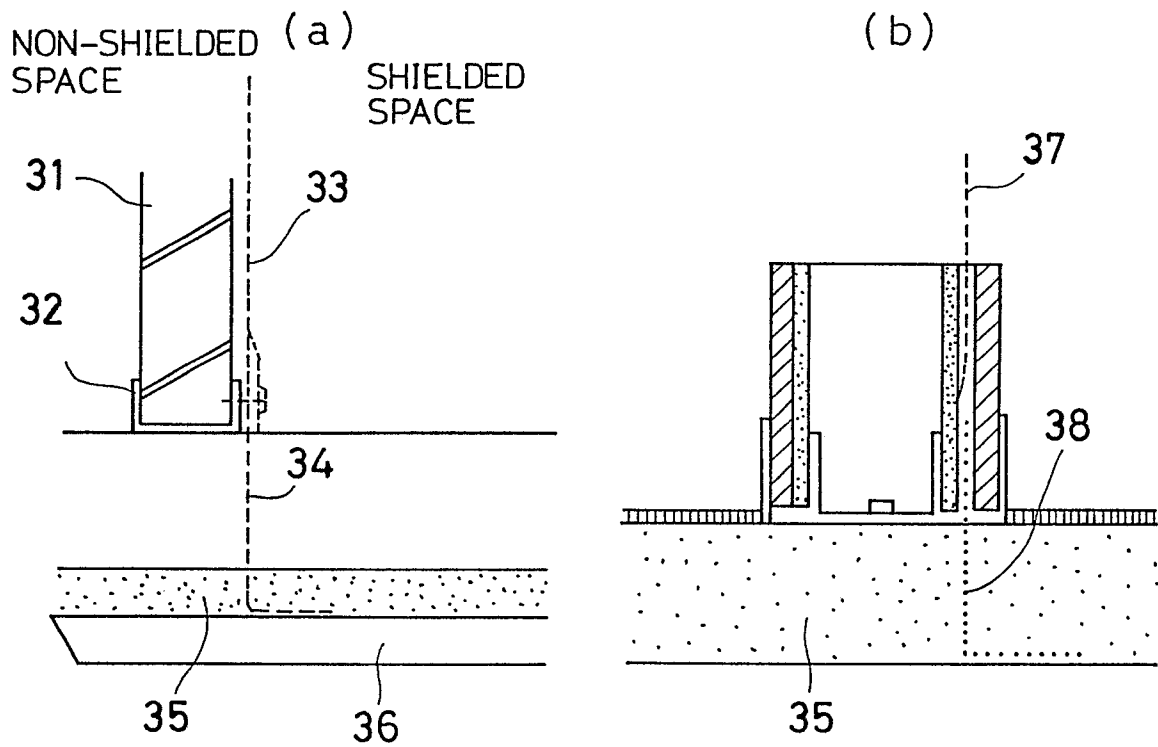 (a)
NON-SHIELDED
SPACE
SHIELDED
SPACE
31
33
32
34
35
36
(b)
37
38
35